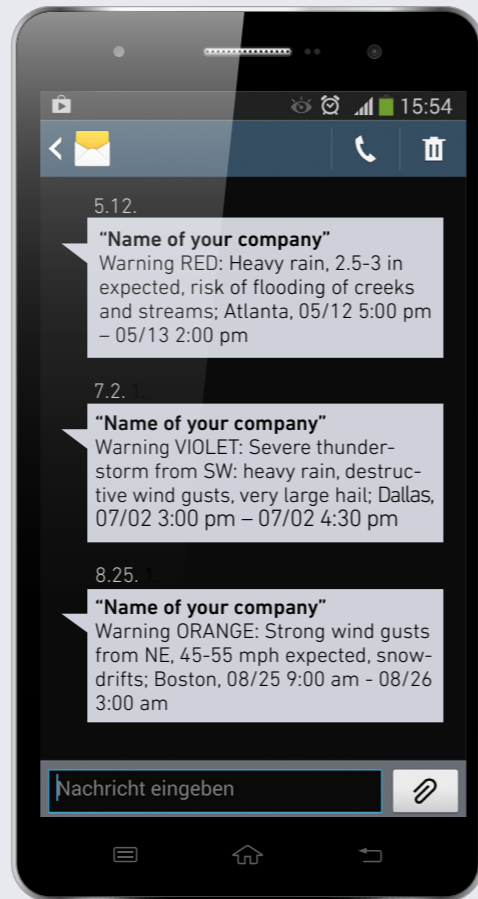 15:54
5.12.
“Name of your company”
Warning RED: Heavy rain, 2.5-3 in
expected, risk of flooding of creeks
and streams; Atlanta, 05/12 5:00 pm
– 05/13 2:00 pm
7.2. 1.
“Name of your company”
Warning VIOLET: Severe thunder-
storm from SW: heavy rain, destruc-
tive wind gusts, very large hail; Dallas,
07/02 3:00 pm – 07/02 4:30 pm
8.25. 1.
“Name of your company”
Warning ORANGE: Strong wind gusts
from NE, 45-55 mph expected, snow-
drifts; Boston, 08/25 9:00 am - 08/26
3:00 am
Nachricht eingeben